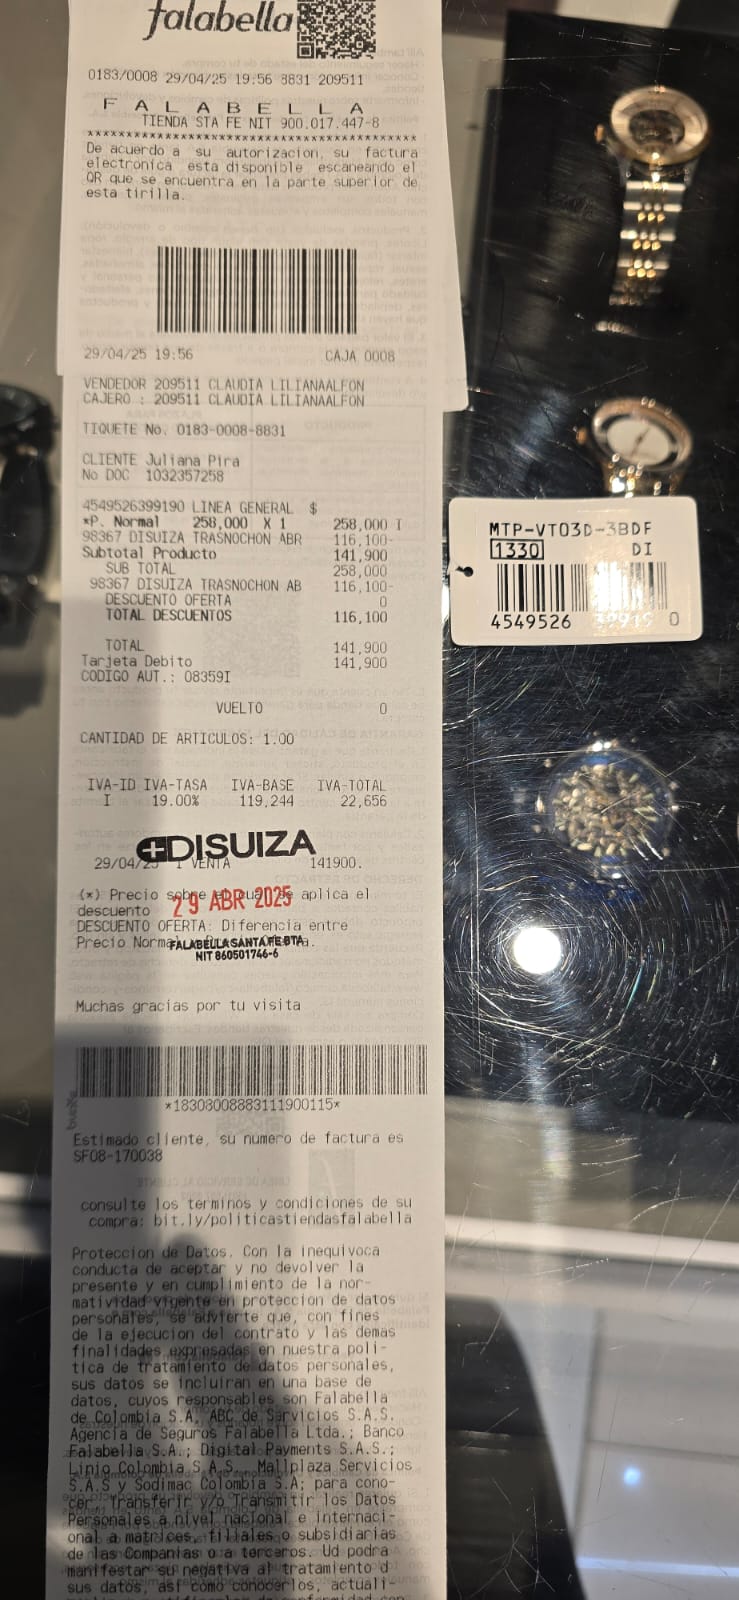 falabella
0183/0008 29/04/25 19:56 8831 209511
F A L A B E L L A
TIENDA STA FE NIT 900.017.447-8
****************************************
De acuerdo a su autorizacion, su factura
electronica esta disponible escaneando el
QR que se encuentra en la parte superior de
esta tirilla.
29/04/25 19:56 CAJA 0008
VENDEDOR 209511 CLAUDIA LILIANAALFON
CAJERO : 209511 CLAUDIA LILIANAALFON
TIQUETE No. 0183-0008-8831
CLIENTE Juliana Pira
No DOC 1032357258
4549526399190 LINEA GENERAL $
*P. Normal 258,000 X 1 258,000 I
98367 DISUIZA TRASNOCHON ABR 116,100-
Subtotal Producto 141,900
SUB TOTAL 258,000
98367 DISUIZA TRASNOCHON AB 116,100-
DESCUENTO OFERTA 0
TOTAL DESCUENTOS 116,100
TOTAL 141,900
Tarjeta Debito 141,900
CODIGO AUT.: 08359I
VUELTO 0
CANTIDAD DE ARTICULOS: 1.00
IVA-ID IVA-TASA IVA-BASE IVA-TOTAL
I 19.00% 119,244 22,656
DISUIZA
29/04/25 1 VENTA 141900.
(*) Precio sobre el cual se aplica el
descuento
29 ABR 2025
DESCUENTO OFERTA: Diferencia entre
Precio Normal
FALABELLA SANTA FE BTA
NIT 860501746-6
Muchas gracias por tu visita
*18308008883111900115*
Estimado cliente, su numero de factura es
SF08-170038
consulte los terminos y condiciones de su
compra: bit.ly/politicastiendasfalabella
Proteccion de Datos. Con la inequivoca
conducta de aceptar y no devolver la
presente y en cumplimiento de la nor-
matividad vigente en proteccion de datos
personales, se advierte que, con fines
de la ejecucion del contrato y las demas
finalidades expresadas en nuestra poli-
tica de tratamiento de datos personales,
sus datos se incluiran en una base de
datos, cuyos responsables son Falabella
de Colombia S.A, ABC de Servicios S.A.S,
Agencia de Seguros Falabella Ltda.; Banco
Falabella S.A.; Digital Payments S.A.S.;
Linio Colombia S.A.S., Mallplaza Servicios
S.A.S y Sodimac Colombia S.A; para cono-
cer, Transferir y/o Transmitir los Datos
Personales a nivel nacional e internaci-
onal a matrices, filiales o subsidiarias
de las Companias o a terceros. Ud podra
manifestar su negativa al tratamiento d
sus datos, asi como conocerlos, actuali-
MTP-VT03D-3BDF
1330 DI
4549526 39919 0